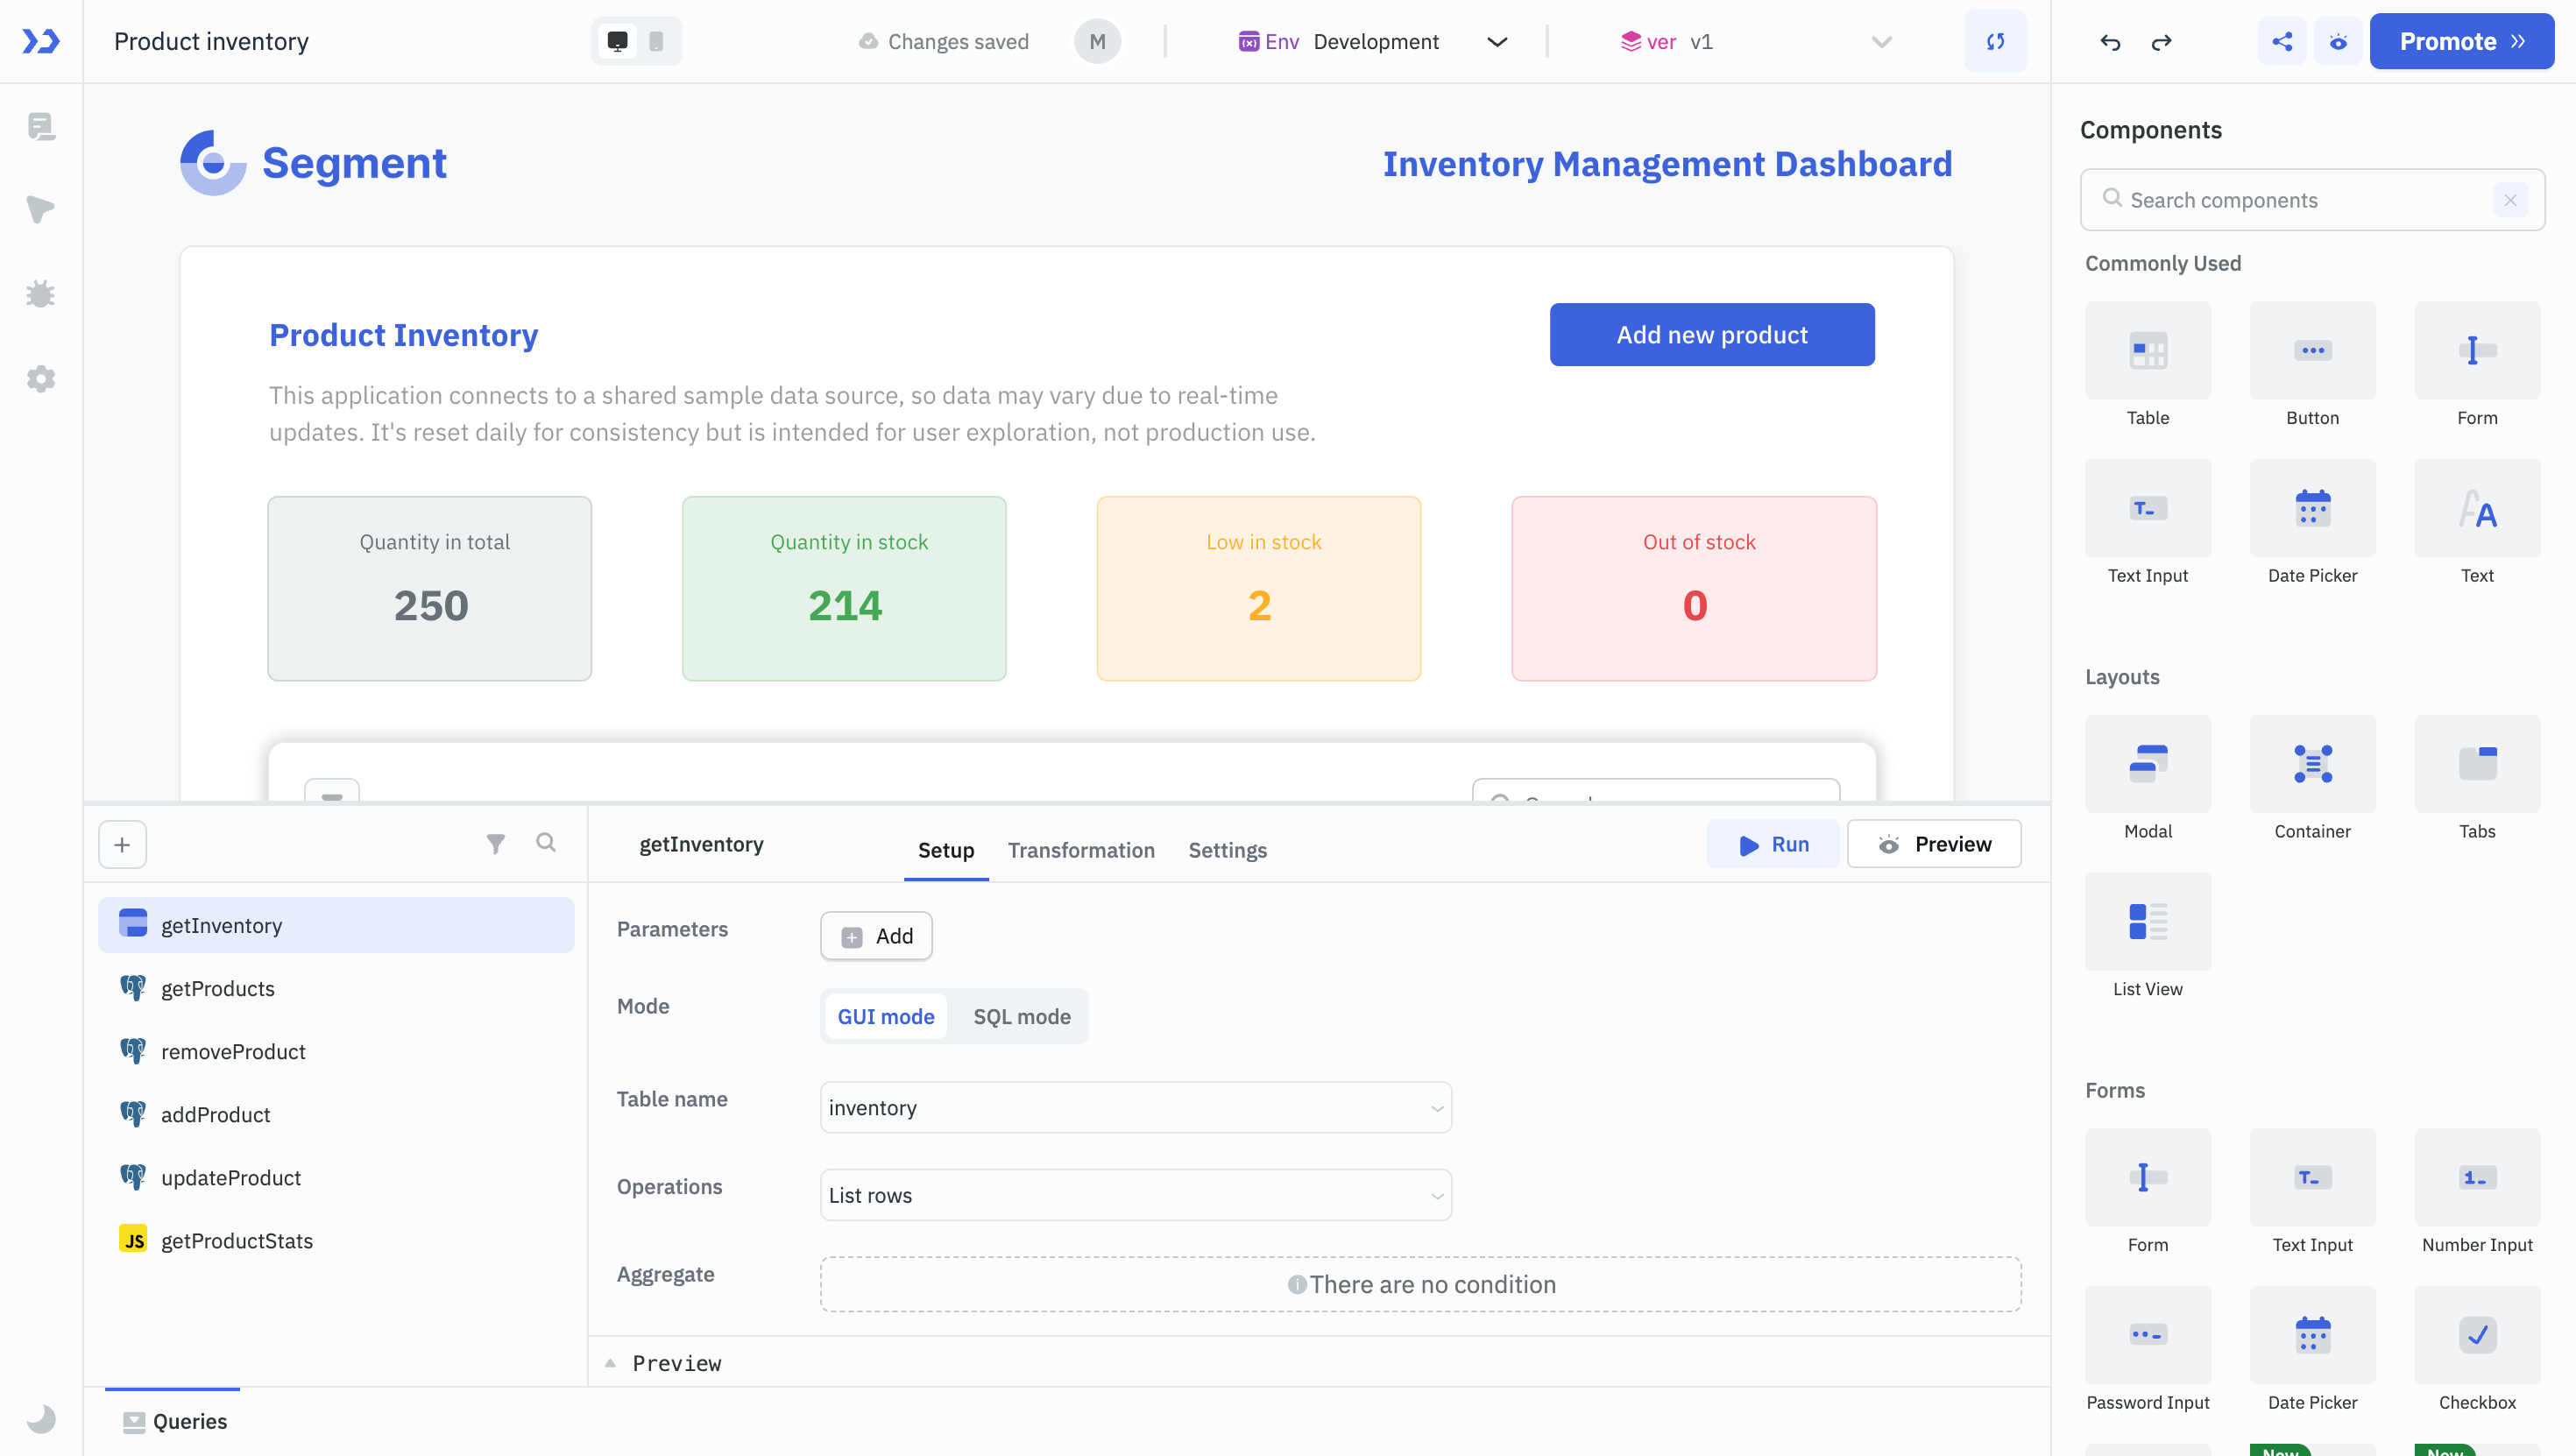 Product inventory
Changes saved
M
Env Development
ver v1
Promote
Segment
Inventory Management Dashboard
Product Inventory
Add new product
This application connects to a shared sample data source, so data may vary due to real-time
updates. It's reset daily for consistency but is intended for user exploration, not production use.
Quantity in total
250
Quantity in stock
214
Low in stock
2
Out of stock
0
getInventory
Setup
Transformation
Settings
Run
Preview
getInventory
getProducts
removeProduct
addProduct
updateProduct
JS getProductStats
Parameters
Add
Mode
GUI mode
SQL mode
Table name
inventory
Operations
List rows
Aggregate
There are no condition
Preview
Queries
Components
Search components
Commonly Used
Table
Button
Form
Text Input
Date Picker
Text
Layouts
Modal
Container
Tabs
List View
Forms
Form
Text Input
Number Input
Password Input
Date Picker
Checkbox
New
New